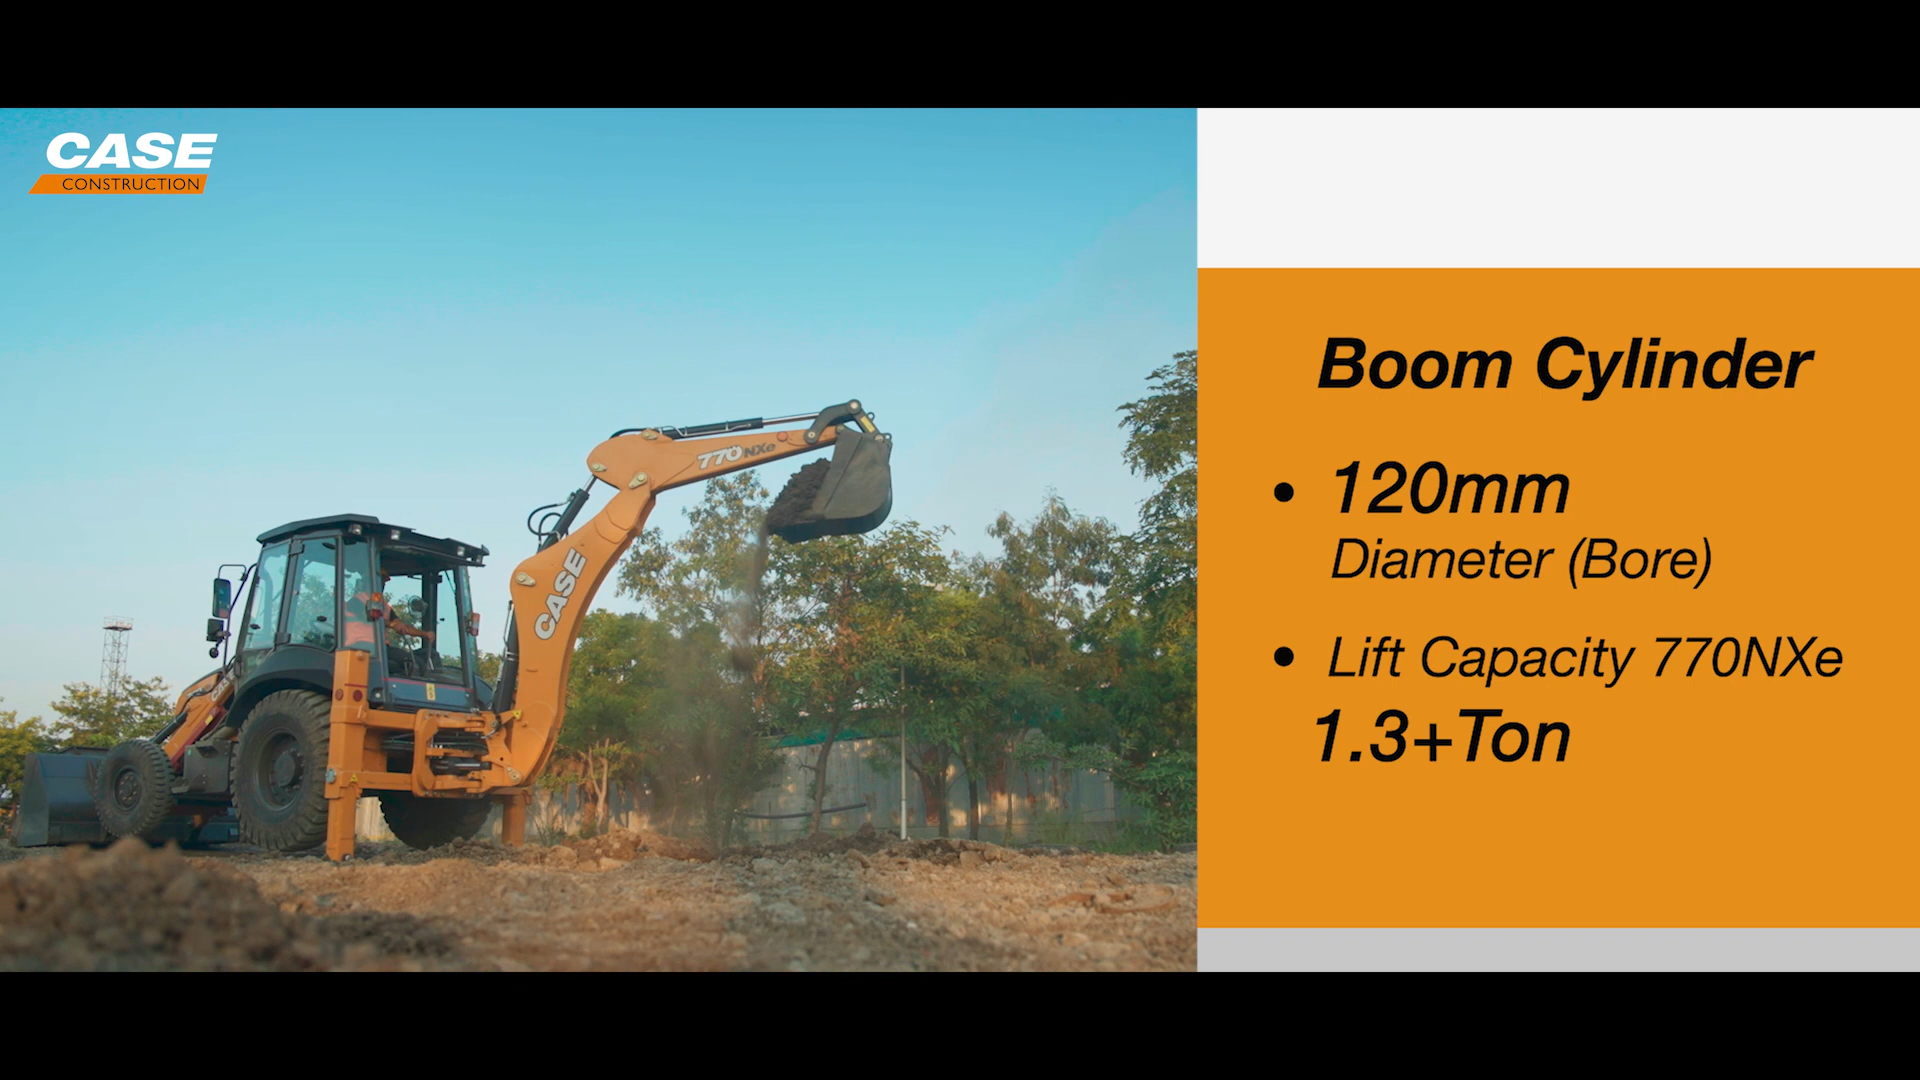 CASE
CONSTRUCTION
770NXe
CASE
Boom Cylinder
• 120mm
Diameter (Bore)
• Lift Capacity 770NXe
1.3+Ton